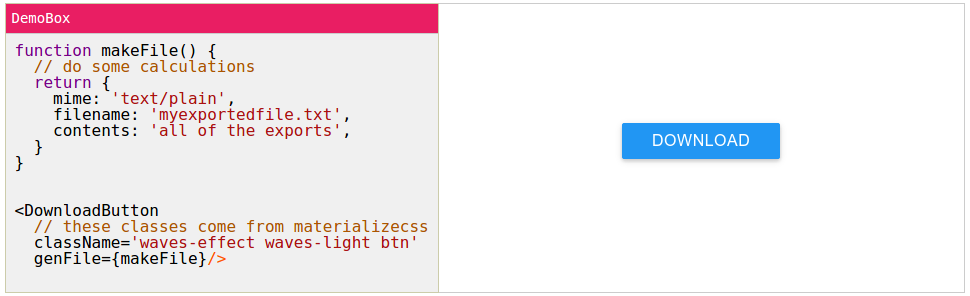 DemoBox
function makeFile() {
  // do some calculations
  return {
    mime: 'text/plain',
    filename: 'myexportedfile.txt',
    contents: 'all of the exports',
  }
}
<DownloadButton
  // these classes come from materializecss
  className='waves-effect waves-light btn'
  genFile={makeFile}/>
DOWNLOAD